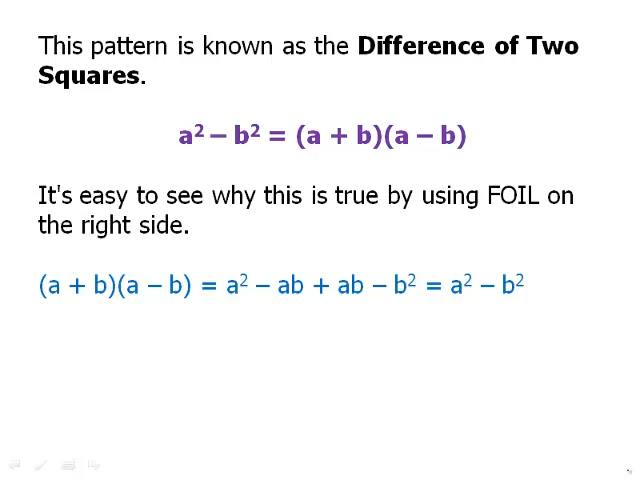 This pattern is known as the Difference of Two
Squares.
a² – b² = (a + b)(a – b)
It's easy to see why this is true by using FOIL on
the right side.
(a + b)(a – b) = a² – ab + ab – b² = a² – b²